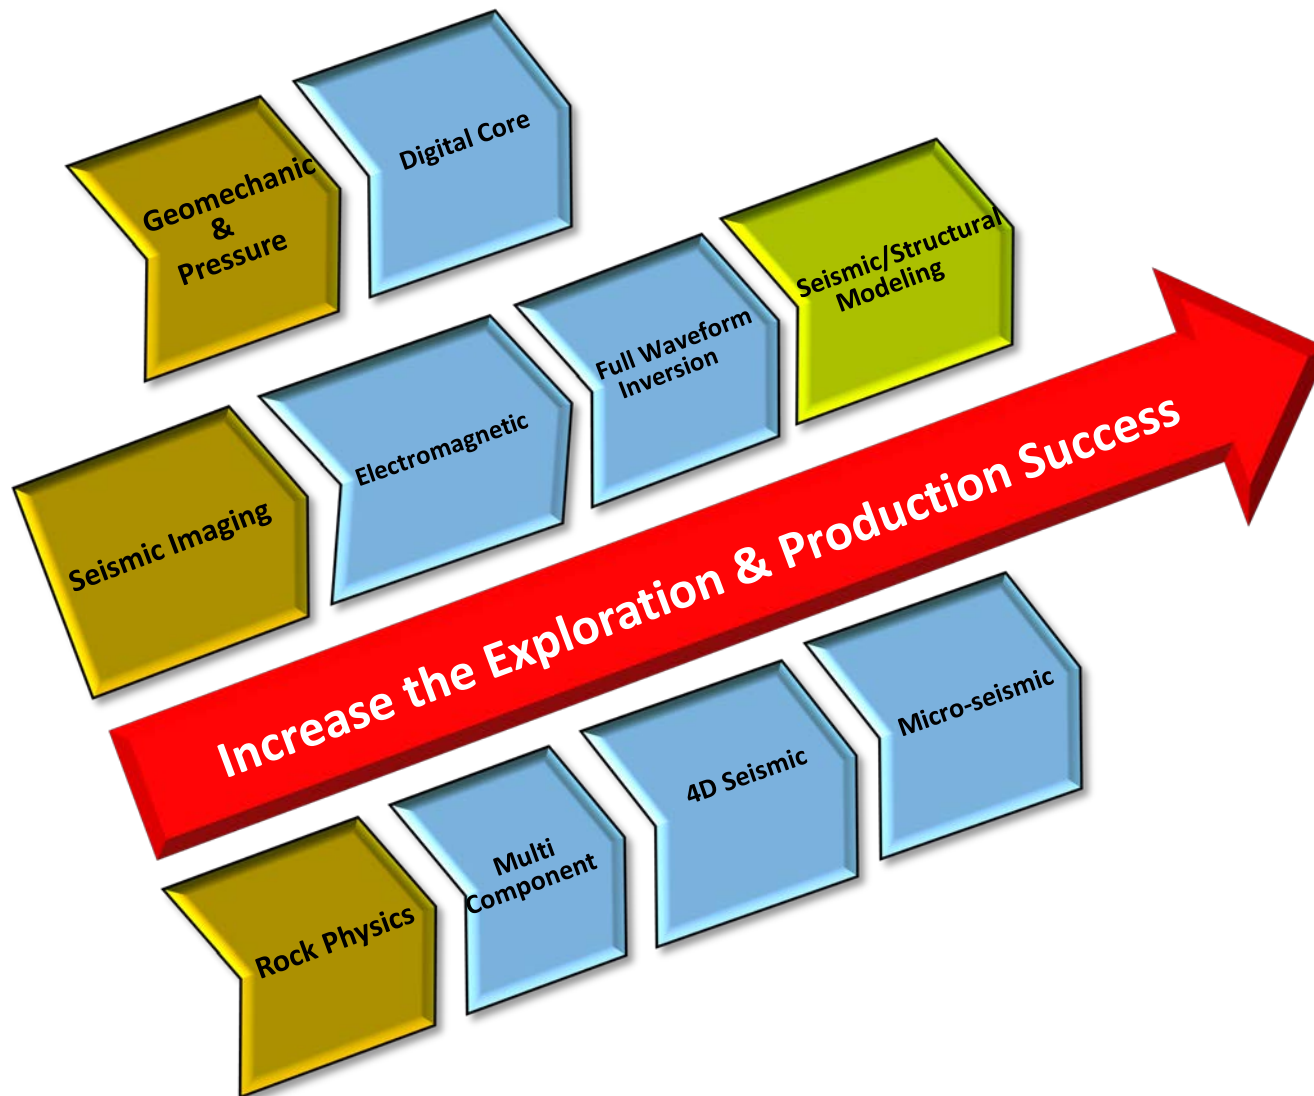 Digital Core
Geomechanic
&
Pressure
Seismic/Structural
Modeling
Full Waveform
Inversion
Electromagnetic
Seismic Imaging
Increase the Exploration & Production Success
Micro-seismic
4D Seismic
Multi
Component
Rock Physics